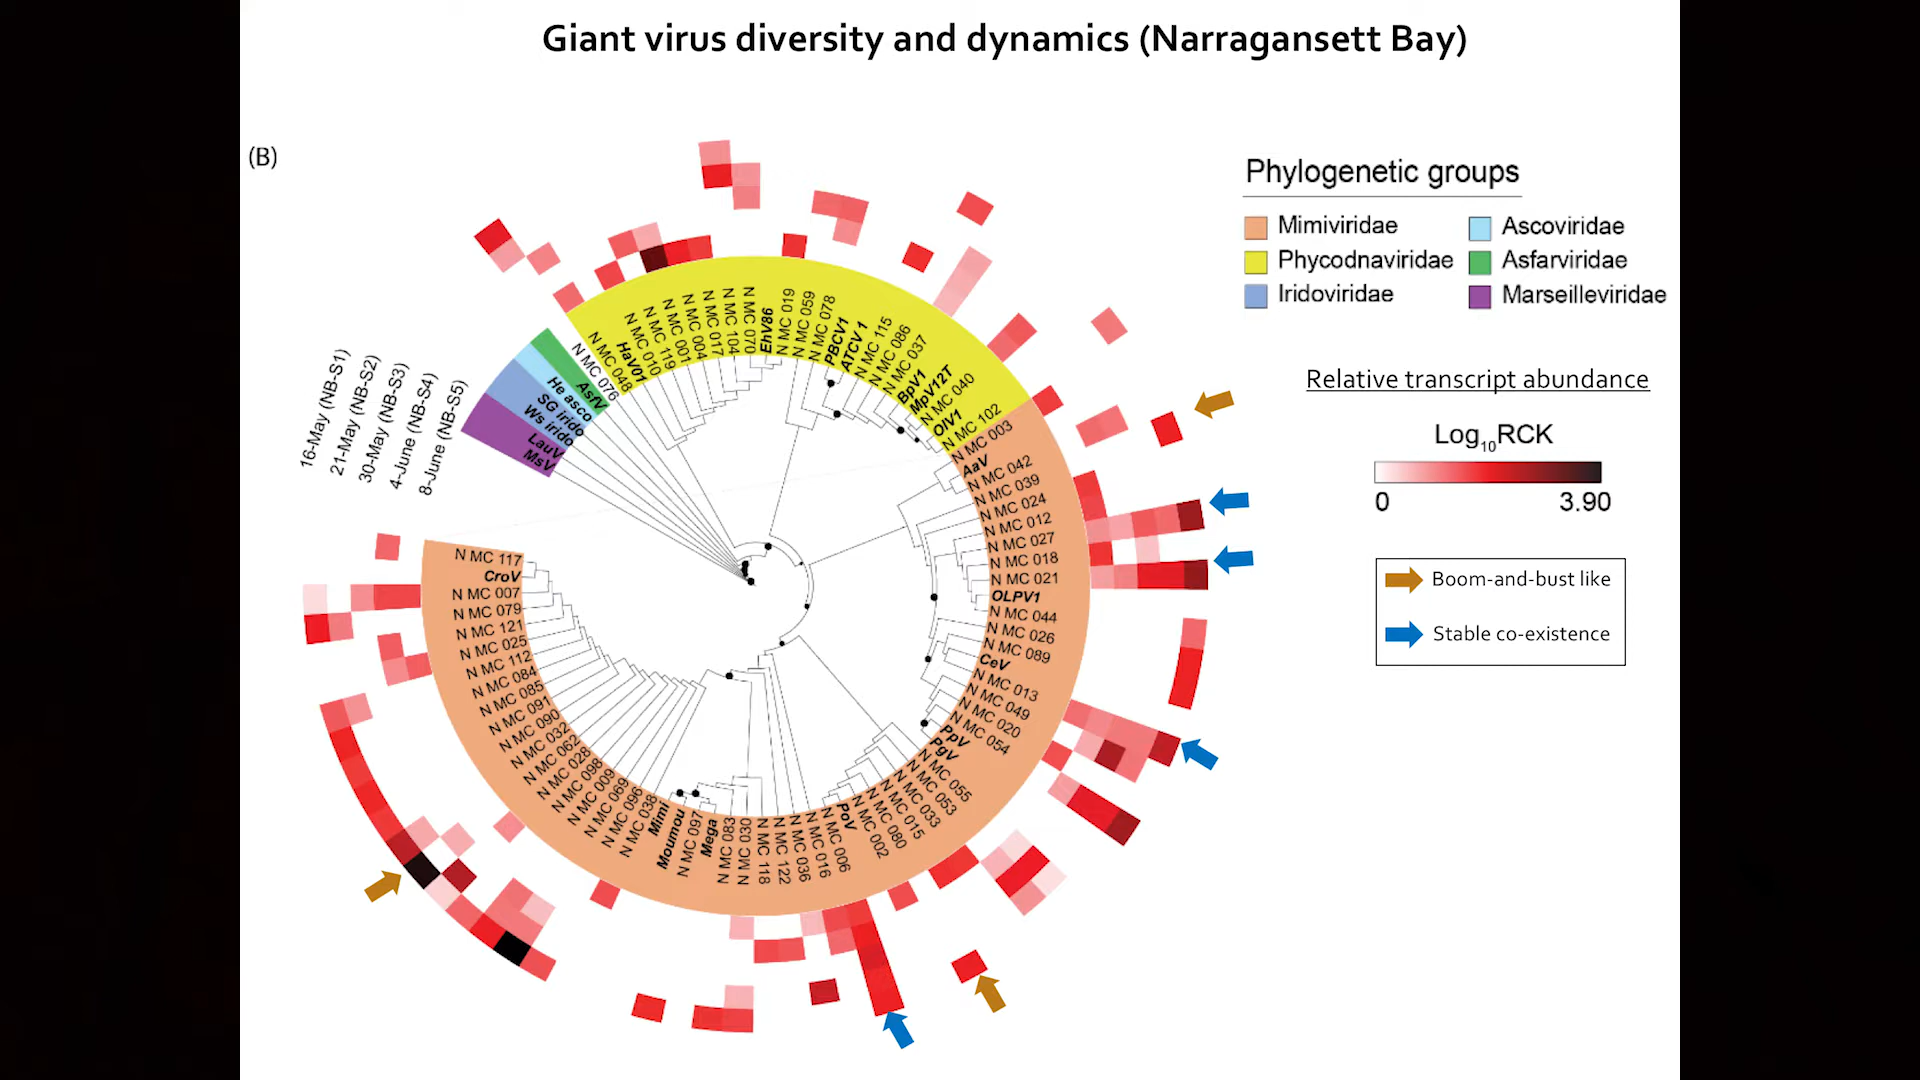 Giant virus diversity and dynamics (Narragansett Bay)
(B)
Phylogenetic groups
Mimiviridae
Ascoviridae
Phycodnaviridae
Asfarviridae
Iridoviridae
Marseilleviridae
Relative transcript abundance
Log10RCK
0
3.90
Boom-and-bust like
Stable co-existence
16-May (NB-S1)
21-May (NB-S2)
30-May (NB-S3)
4-June (NB-S4)
8-June (NB-S5)
MsV
LauV
Ws irido
SG irido
He asco
AsfV
N MC 076
N MC 048
HaV01
N MC 010
N MC 119
N MC 001
N MC 004
N MC 017
N MC 104
N MC 070
EhV86
N MC 019
N MC 059
N MC 078
PBCV1
ATCV 1
N MC 115
N MC 086
N MC 037
BpV1
MpV12T
N MC 040
OlV1
N MC 102
N MC 003
AaV
N MC 042
N MC 039
N MC 024
N MC 012
N MC 027
N MC 018
N MC 021
OLPV1
N MC 044
N MC 026
N MC 089
CeV
N MC 013
N MC 049
N MC 020
N MC 054
PpV
PgV
N MC 055
N MC 053
N MC 033
N MC 015
N MC 080
N MC 002
PoV
N MC 006
N MC 016
N MC 036
N MC 122
N MC 118
N MC 030
N MC 083
Mega
N MC 097
Moumou
Mimi
N MC 038
N MC 096
N MC 069
N MC 009
N MC 098
N MC 028
N MC 062
N MC 032
N MC 090
N MC 091
N MC 085
N MC 084
N MC 112
N MC 025
N MC 121
N MC 079
N MC 007
CroV
N MC 117